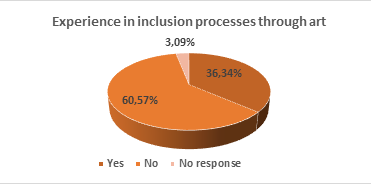 Experience in inclusion processes through art
3,09%
36,34%
60,57%
Yes No No response